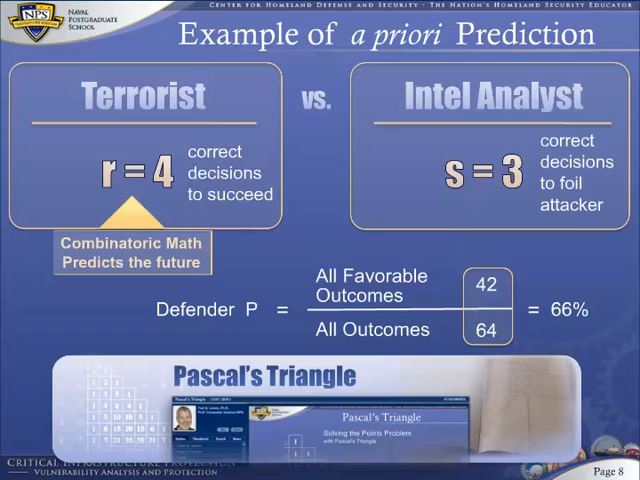 CENTER FOR HOMELAND DEFENSE AND SECURITY • THE NATION'S HOMELAND SECURITY EDUCATOR
NPS
NAVAL
POSTGRADUATE
SCHOOL
Example of a priori Prediction
Terrorist
r = 4
correct
decisions
to succeed
vs.
Intel Analyst
s = 3
correct
decisions
to foil
attacker
Combinatoric Math
Predicts the future
Defender P =
All Favorable
Outcomes
42
All Outcomes
64
= 66%
Pascal's Triangle
Pascal's Triangle
Solving the Points Problem
with Pascal's Triangle
CRITICAL INFRASTRUCTURE PROTECTION
VULNERABILITY ANALYSIS AND PROTECTION
Page 8